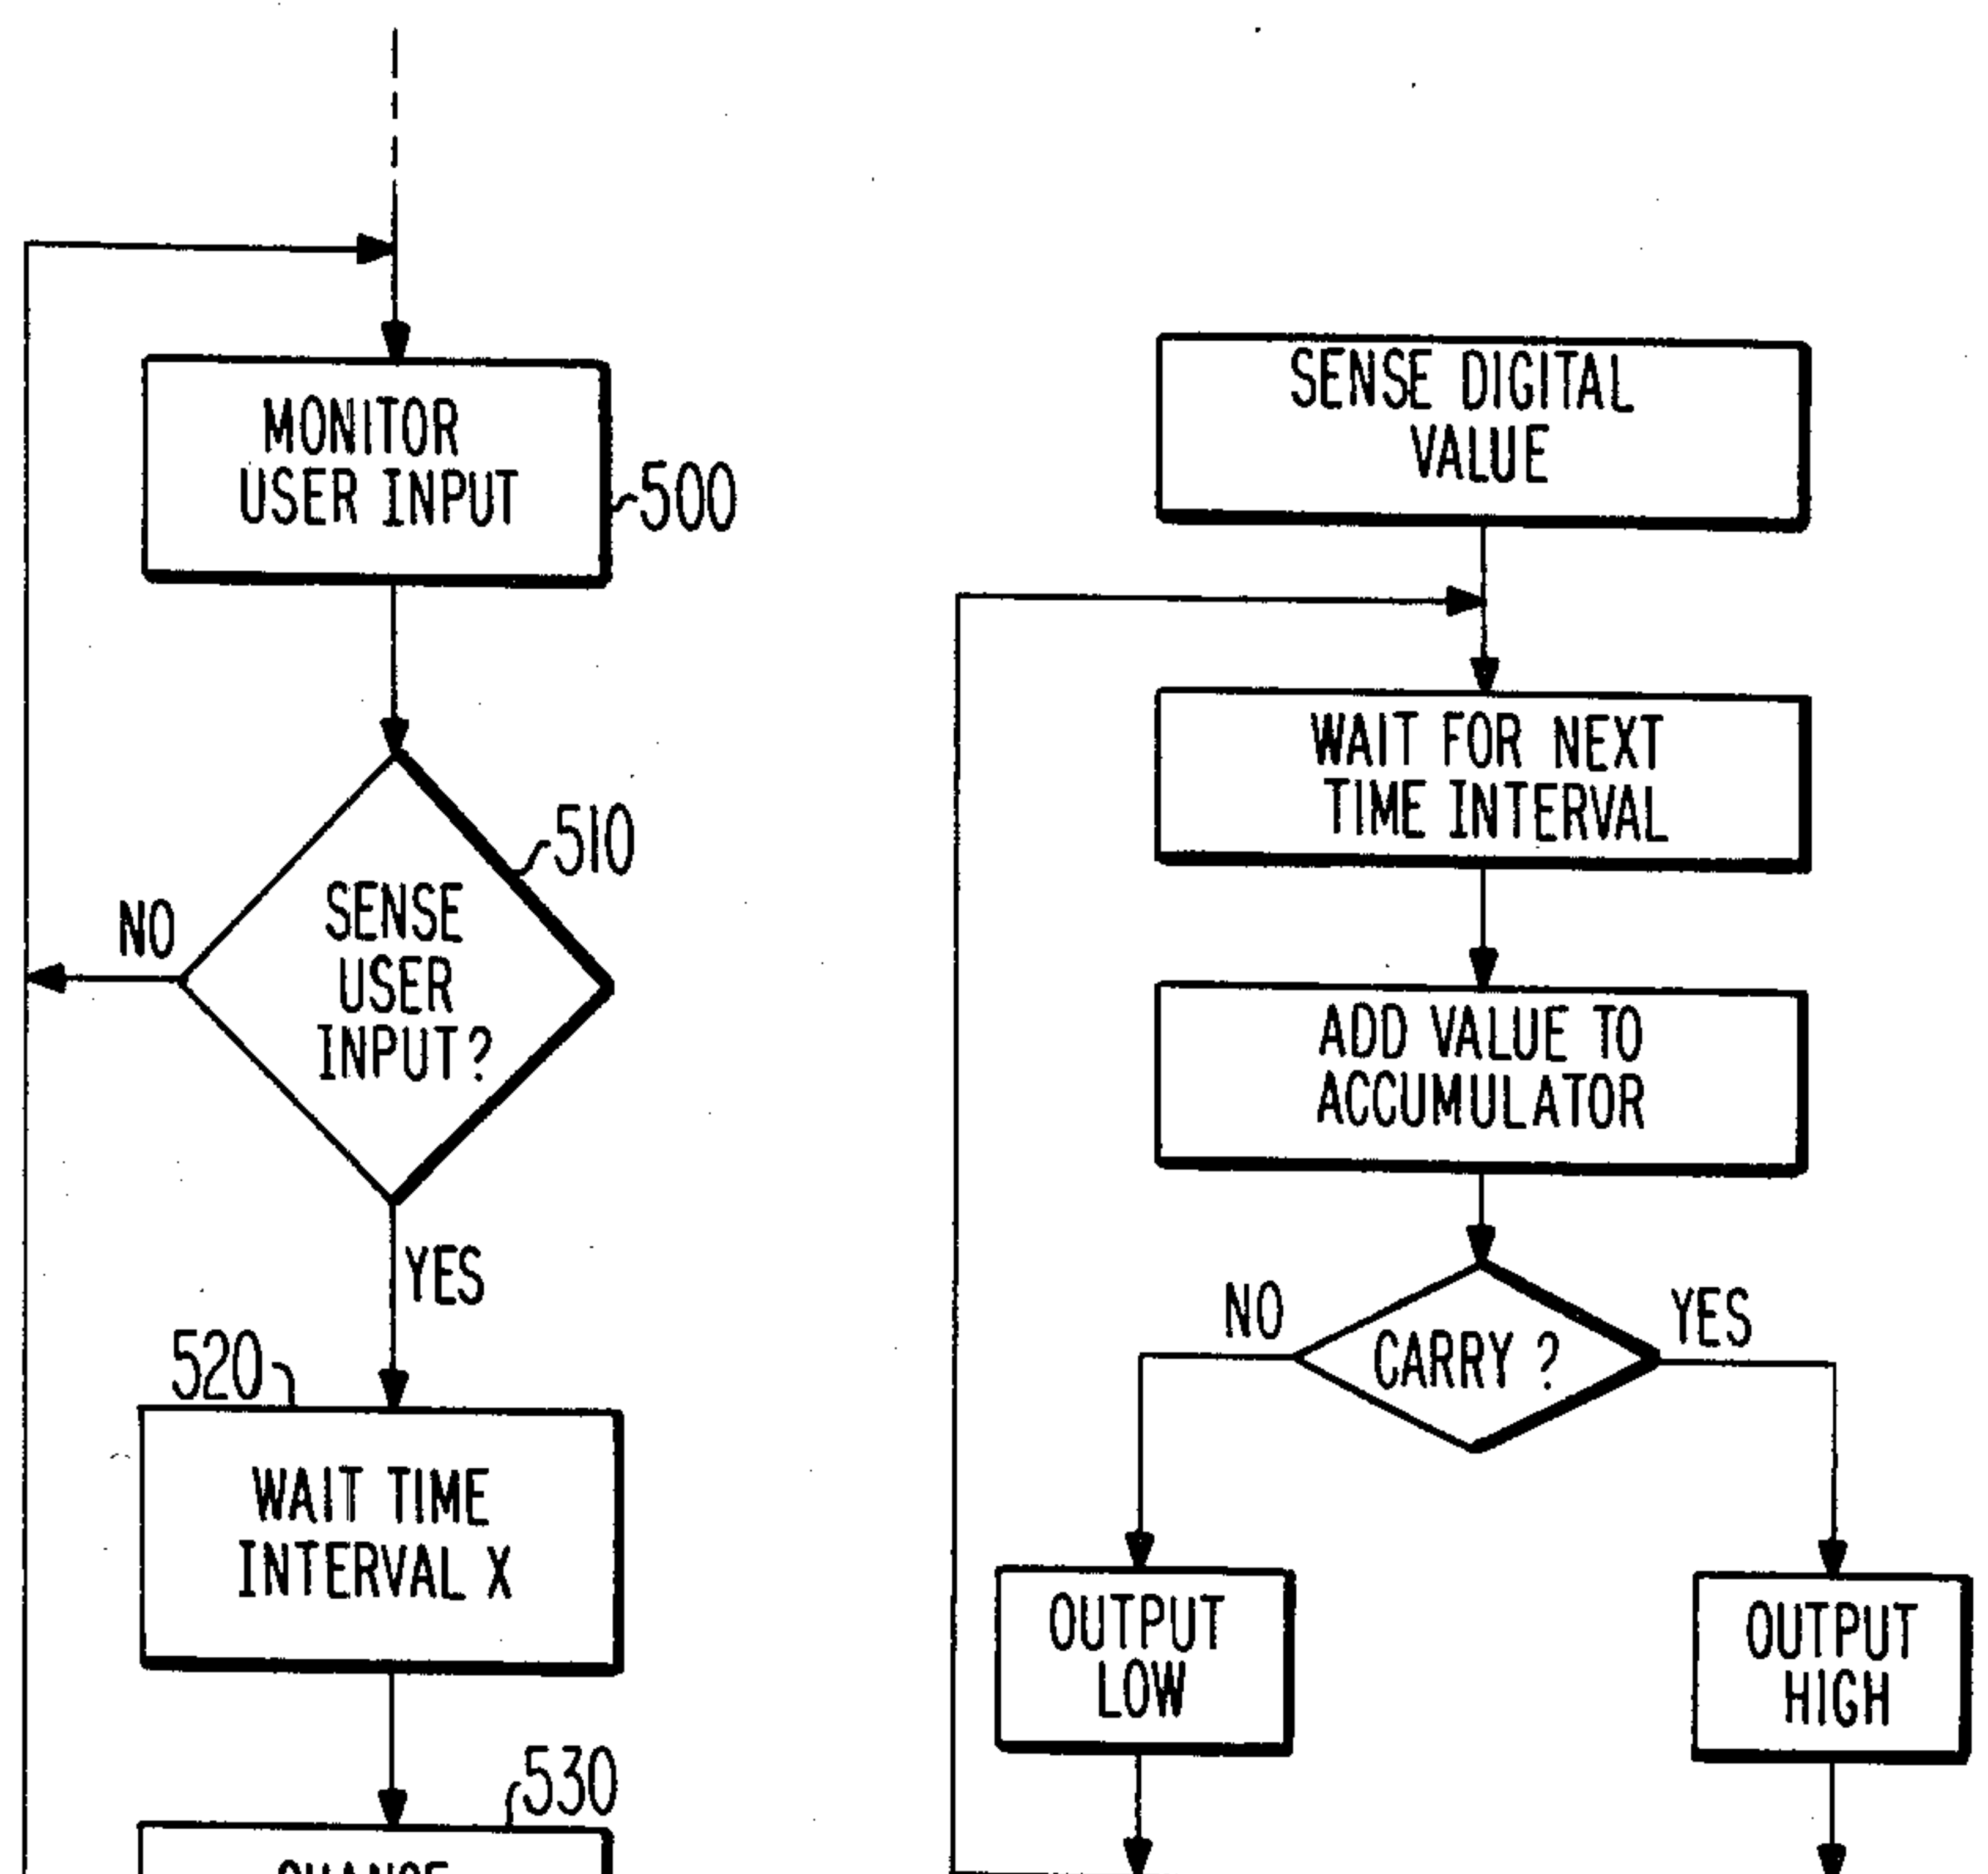 MONITOR
USER INPUT
500
510
SENSE
USER
INPUT?
NO
YES
520
WAIT TIME
INTERVAL X
530
SENSE DIGITAL
VALUE
WAIT FOR NEXT
TIME INTERVAL
ADD VALUE TO
ACCUMULATOR
CARRY ?
NO
YES
OUTPUT
LOW
OUTPUT
HIGH